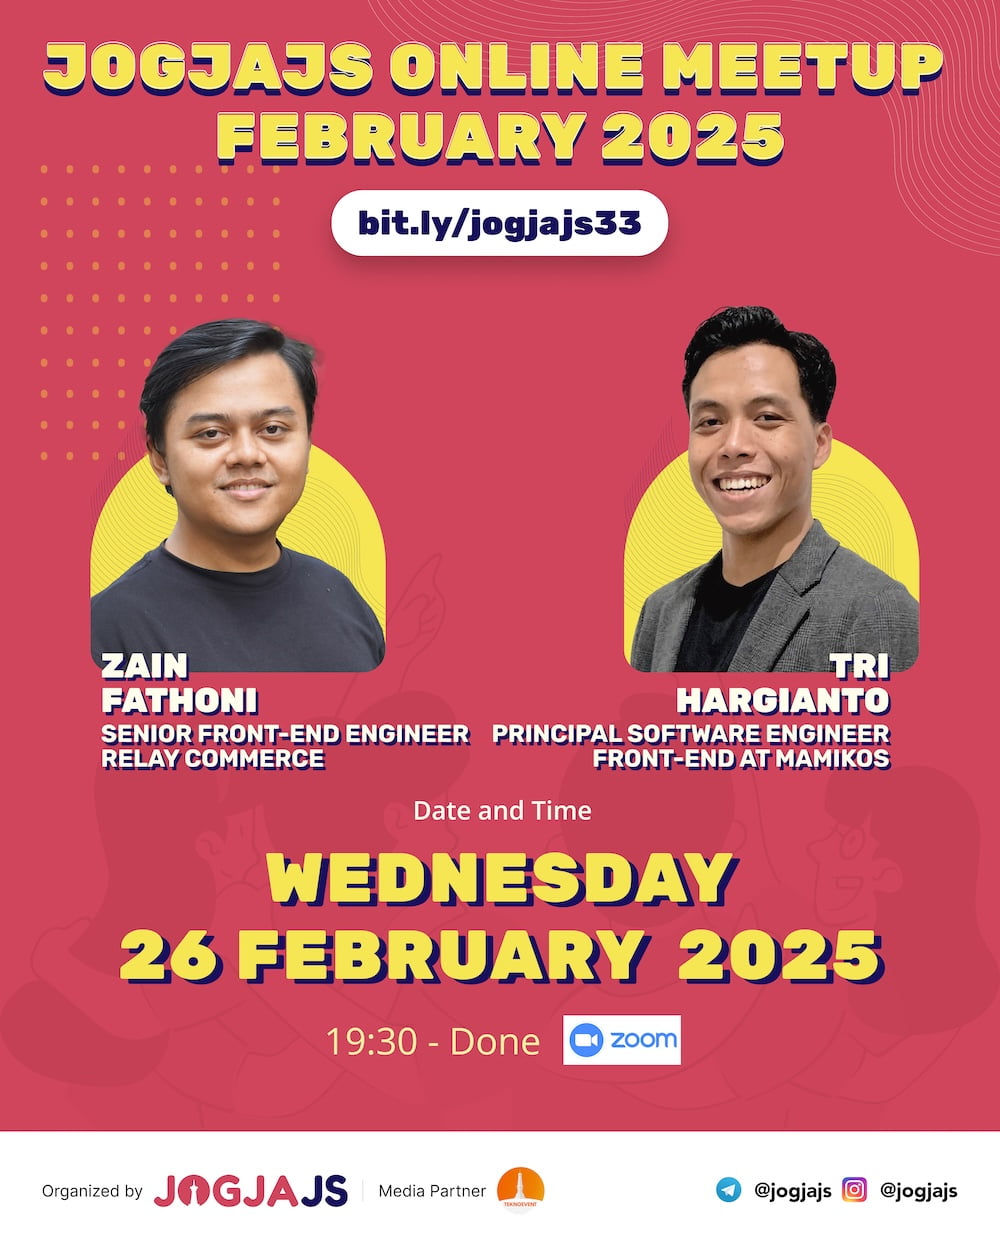 JOGJAJS ONLINE MEETUP
FEBRUARY 2025
bit.ly/jogjajs33
ZAIN
FATHONI
SENIOR FRONT-END ENGINEER
RELAY COMMERCE
TRI
HARGIANTO
PRINCIPAL SOFTWARE ENGINEER
FRONT-END AT MAMIKOS
Date and Time
WEDNESDAY
26 FEBRUARY 2025
19:30 - Done zoom
Organized by JOGJAJS Media Partner TEKNOEVENT @jogjajs @jogjajs